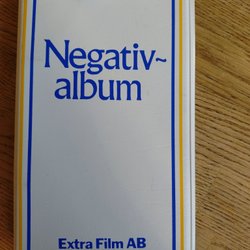 Negativ~
album
Extra Film AB